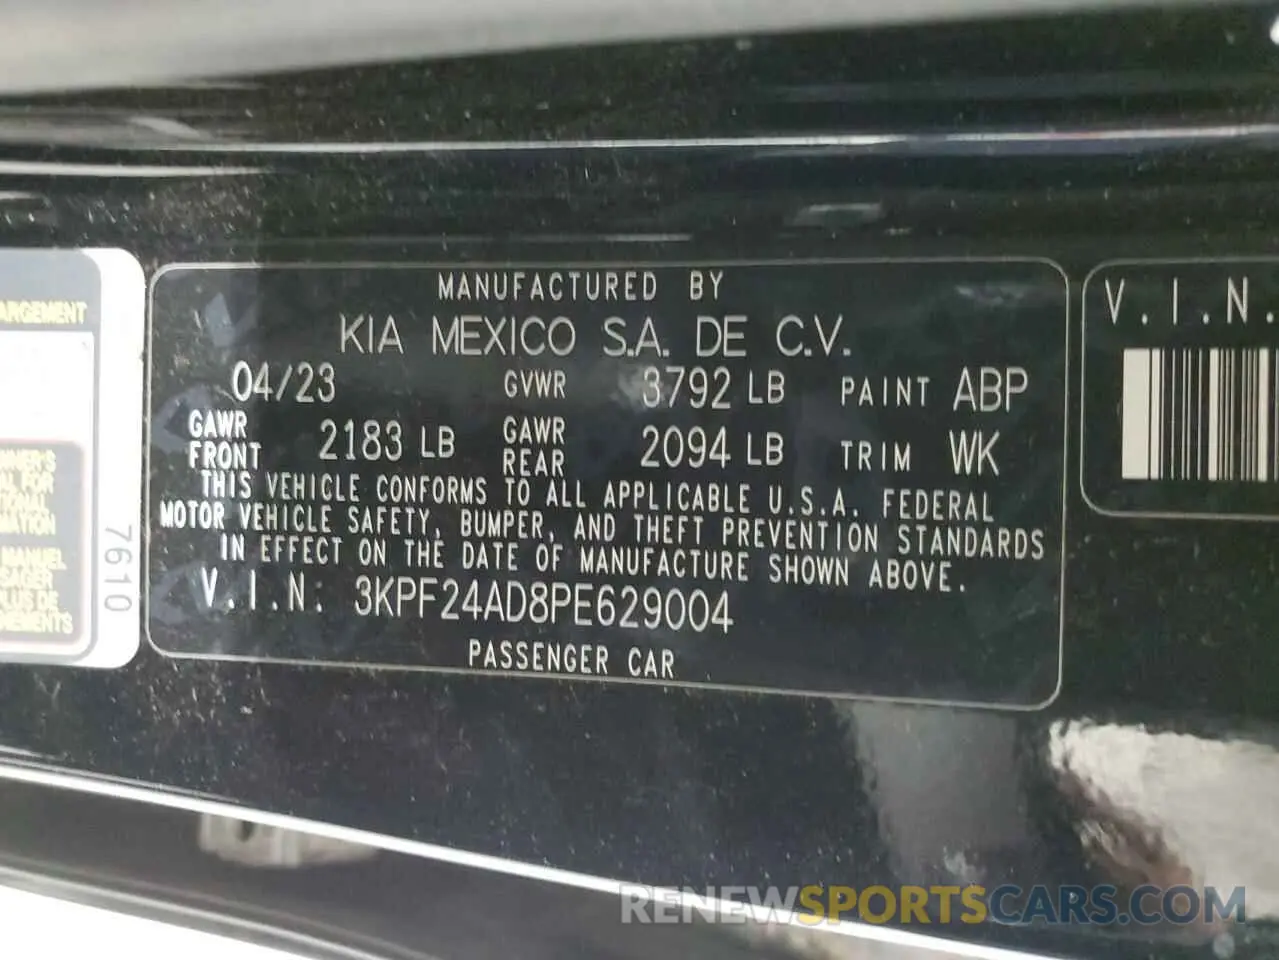 MANUFACTURED BY
KIA MEXICO S.A. DE C.V.
04/23 GVWR 3792 LB PAINT ABP
GAWR FRONT 2183 LB GAWR REAR 2094 LB TRIM WK
THIS VEHICLE CONFORMS TO ALL APPLICABLE U.S.A. FEDERAL
MOTOR VEHICLE SAFETY, BUMPER, AND THEFT PREVENTION STANDARDS
IN EFFECT ON THE DATE OF MANUFACTURE SHOWN ABOVE.
V.I.N: 3KPF24AD8PE629004
PASSENGER CAR
V.I.N.
ARGEMENT
MANUEL
7610
RENEWSPORTSCARS.COM